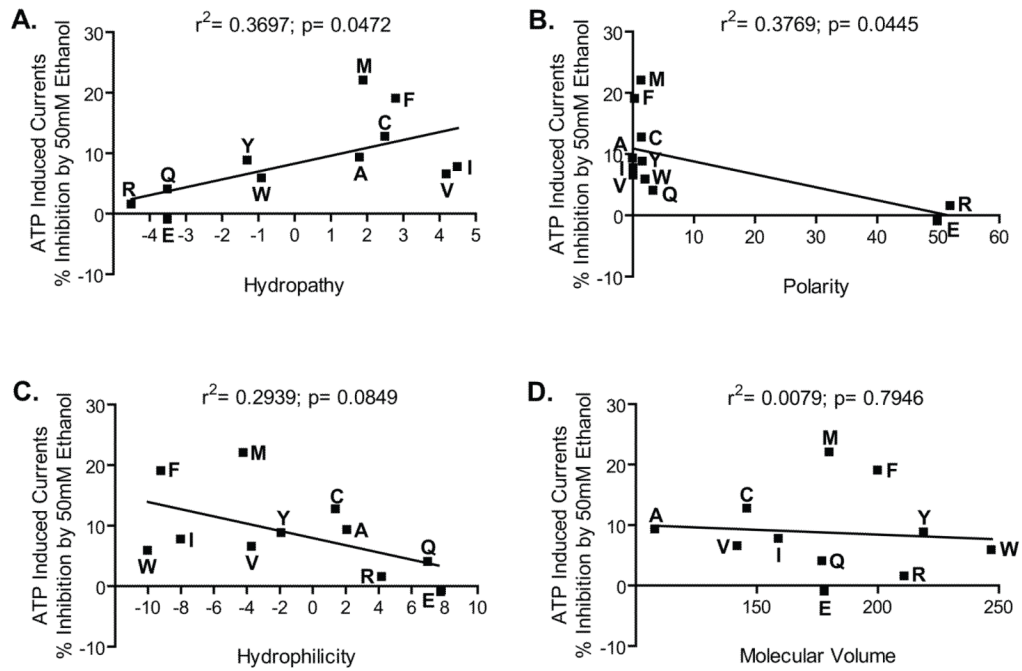 A.
r²= 0.3697; p= 0.0472
ATP Induced Currents
% Inhibition by 50mM Ethanol
30
20
10
0
-10
M
F
C
Y
A
I
V
Q
W
R
E
-4 -3 -2 -1 0 1 2 3 4 5
Hydropathy
B.
r²= 0.3769; p= 0.0445
ATP Induced Currents
% Inhibition by 50mM Ethanol
30
20
10
0
-10
M
F
C
A
Y
I
W
V
Q
R
E
10 20 30 40 50 60
Polarity
C.
r²= 0.2939; p= 0.0849
ATP Induced Currents
% Inhibition by 50mM Ethanol
30
20
10
0
-10
M
F
C
Y
A
I
W
V
Q
R
E
-10 -8 -6 -4 -2 0 2 4 6 8 10
Hydrophilicity
D.
r²= 0.0079; p= 0.7946
ATP Induced Currents
% Inhibition by 50mM Ethanol
30
20
10
0
-10
M
F
C
A
Y
V
I
W
Q
R
E
150 200 250
Molecular Volume